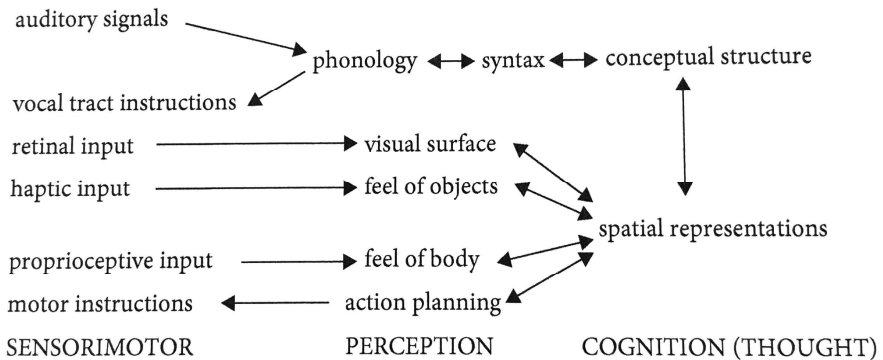 auditory signals
phonology syntax conceptual structure
vocal tract instructions
retinal input visual surface
haptic input feel of objects
spatial representations
proprioceptive input feel of body
motor instructions action planning
SENSORIMOTOR PERCEPTION COGNITION (THOUGHT)